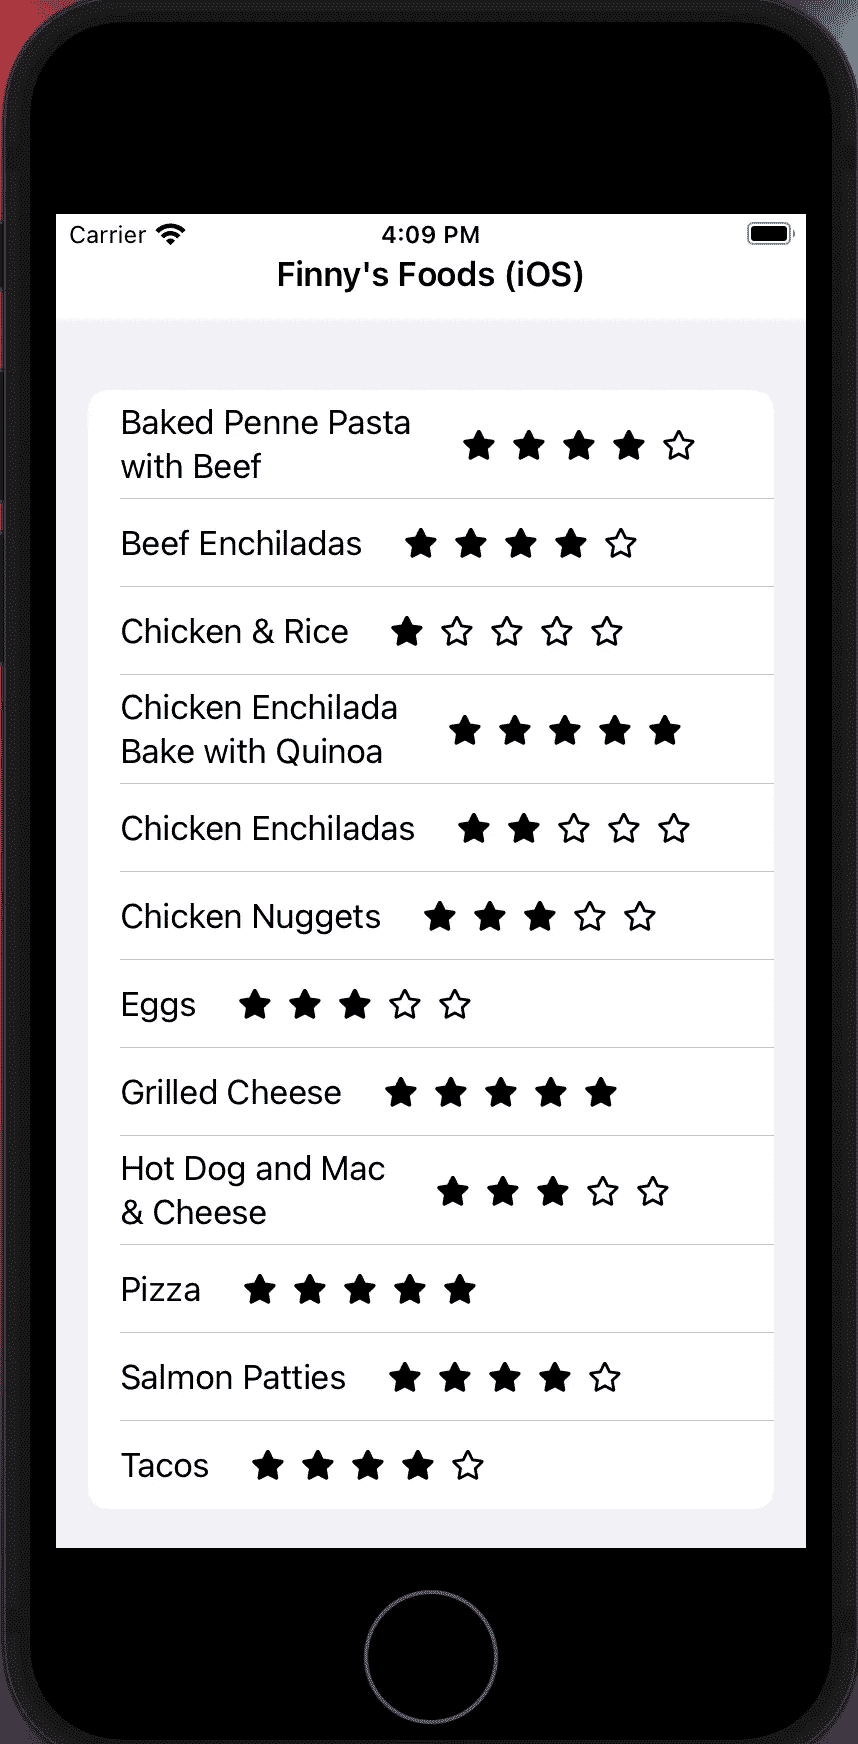 Carrier 4:09 PM
Finny's Foods (iOS)
Baked Penne Pasta
with Beef
Beef Enchiladas
Chicken & Rice
Chicken Enchilada
Bake with Quinoa
Chicken Enchiladas
Chicken Nuggets
Eggs
Grilled Cheese
Hot Dog and Mac
& Cheese
Pizza
Salmon Patties
Tacos